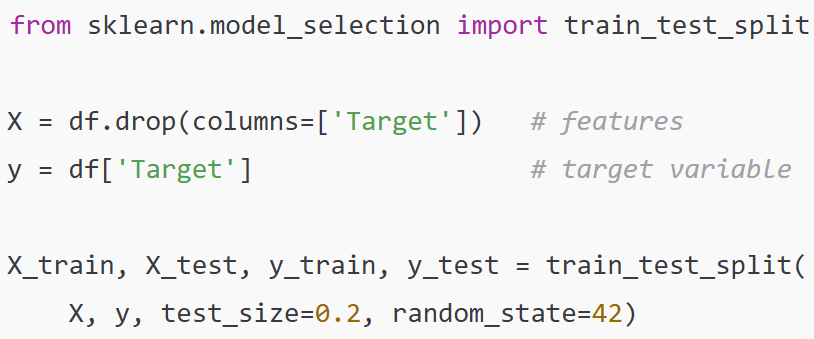 from sklearn.model_selection import train_test_split
X = df.drop(columns=['Target'])   # features
y = df['Target']                  # target variable
X_train, X_test, y_train, y_test = train_test_split(
    X, y, test_size=0.2, random_state=42)